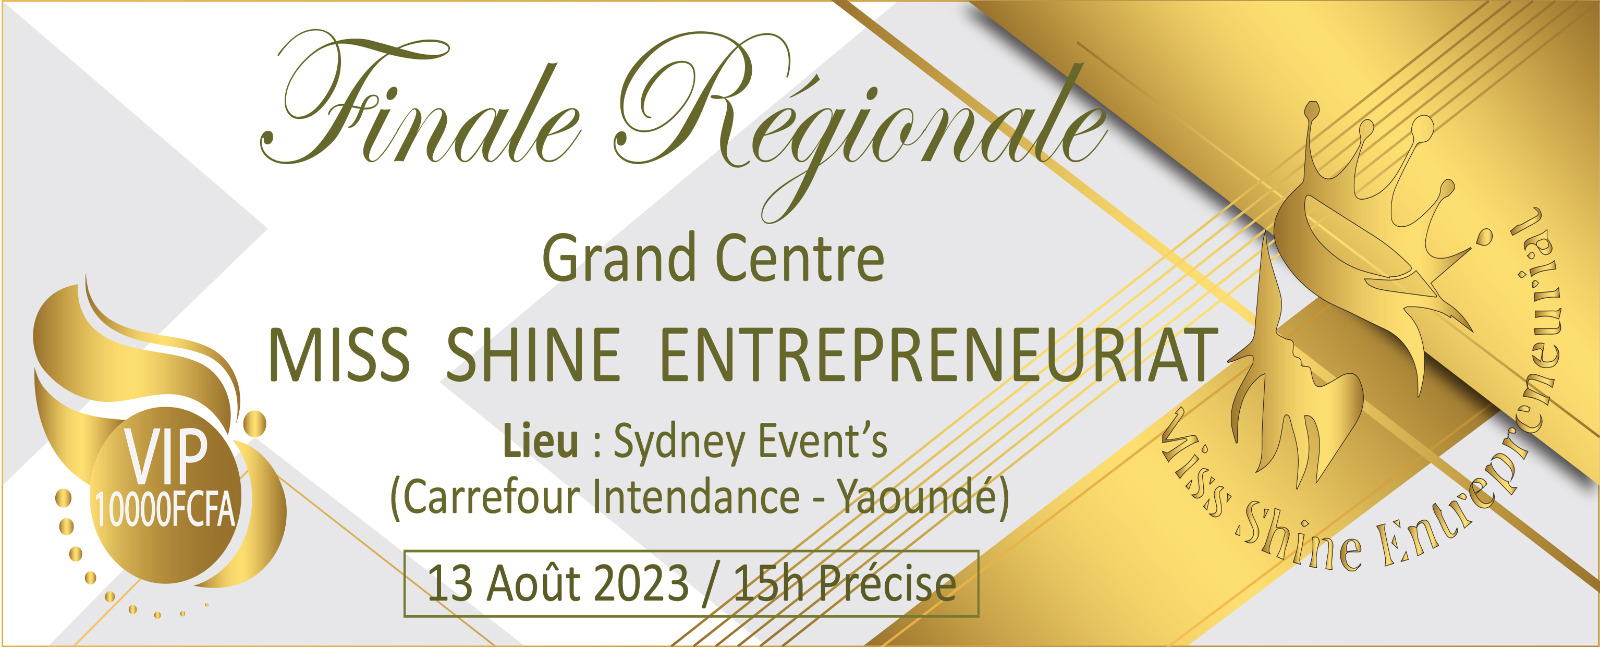 Finale Régionale
Grand Centre
MISS SHINE ENTREPRENEURIAT
Lieu : Sydney Event’s
(Carrefour Intendance - Yaoundé)
13 Août 2023 / 15h Précise
VIP
10000FCFA
Miss Shine Entrepreneurial